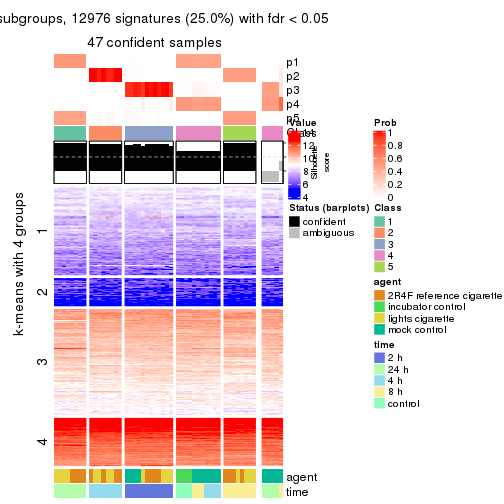 subgroups, 12976 signatures (25.0%) with fdr < 0.05
47 confident samples
p1
p2
p3
p4
p5
Class
k-means with 4 groups
1
2
3
4
agent
time
Value
12
10
8
6
4
Silhouette score
Status (barplots)
confident
ambiguous
Prob
1
0.8
0.6
0.4
0.2
0
Class
1
2
3
4
5
agent
2R4F reference cigarette
incubator control
lights cigarette
mock control
time
2 h
24 h
4 h
8 h
control